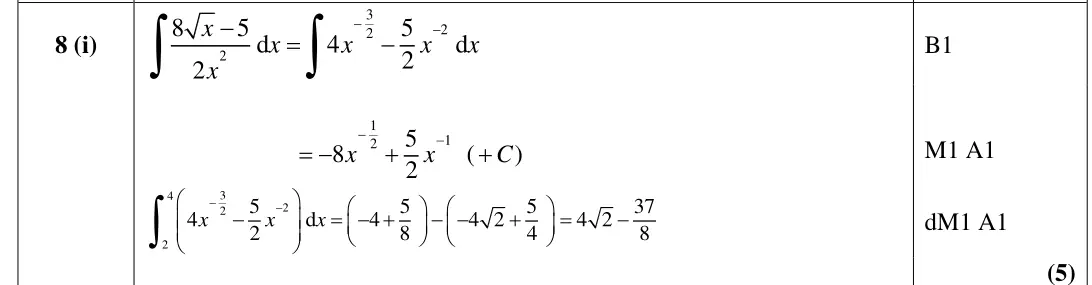 8 (i) ∫ (8√x − 5)/(2x²) dx = ∫ 4x^(−3/2) − (5/2)x^(−2) dx B1
= −8x^(−1/2) + (5/2)x^(−1) (+C) M1 A1
∫₂⁴ (4x^(−3/2) − (5/2)x^(−2)) dx = (−4 + 5/8) − (−4√2 + 5/4) = 4√2 − 37/8 dM1 A1
(5)